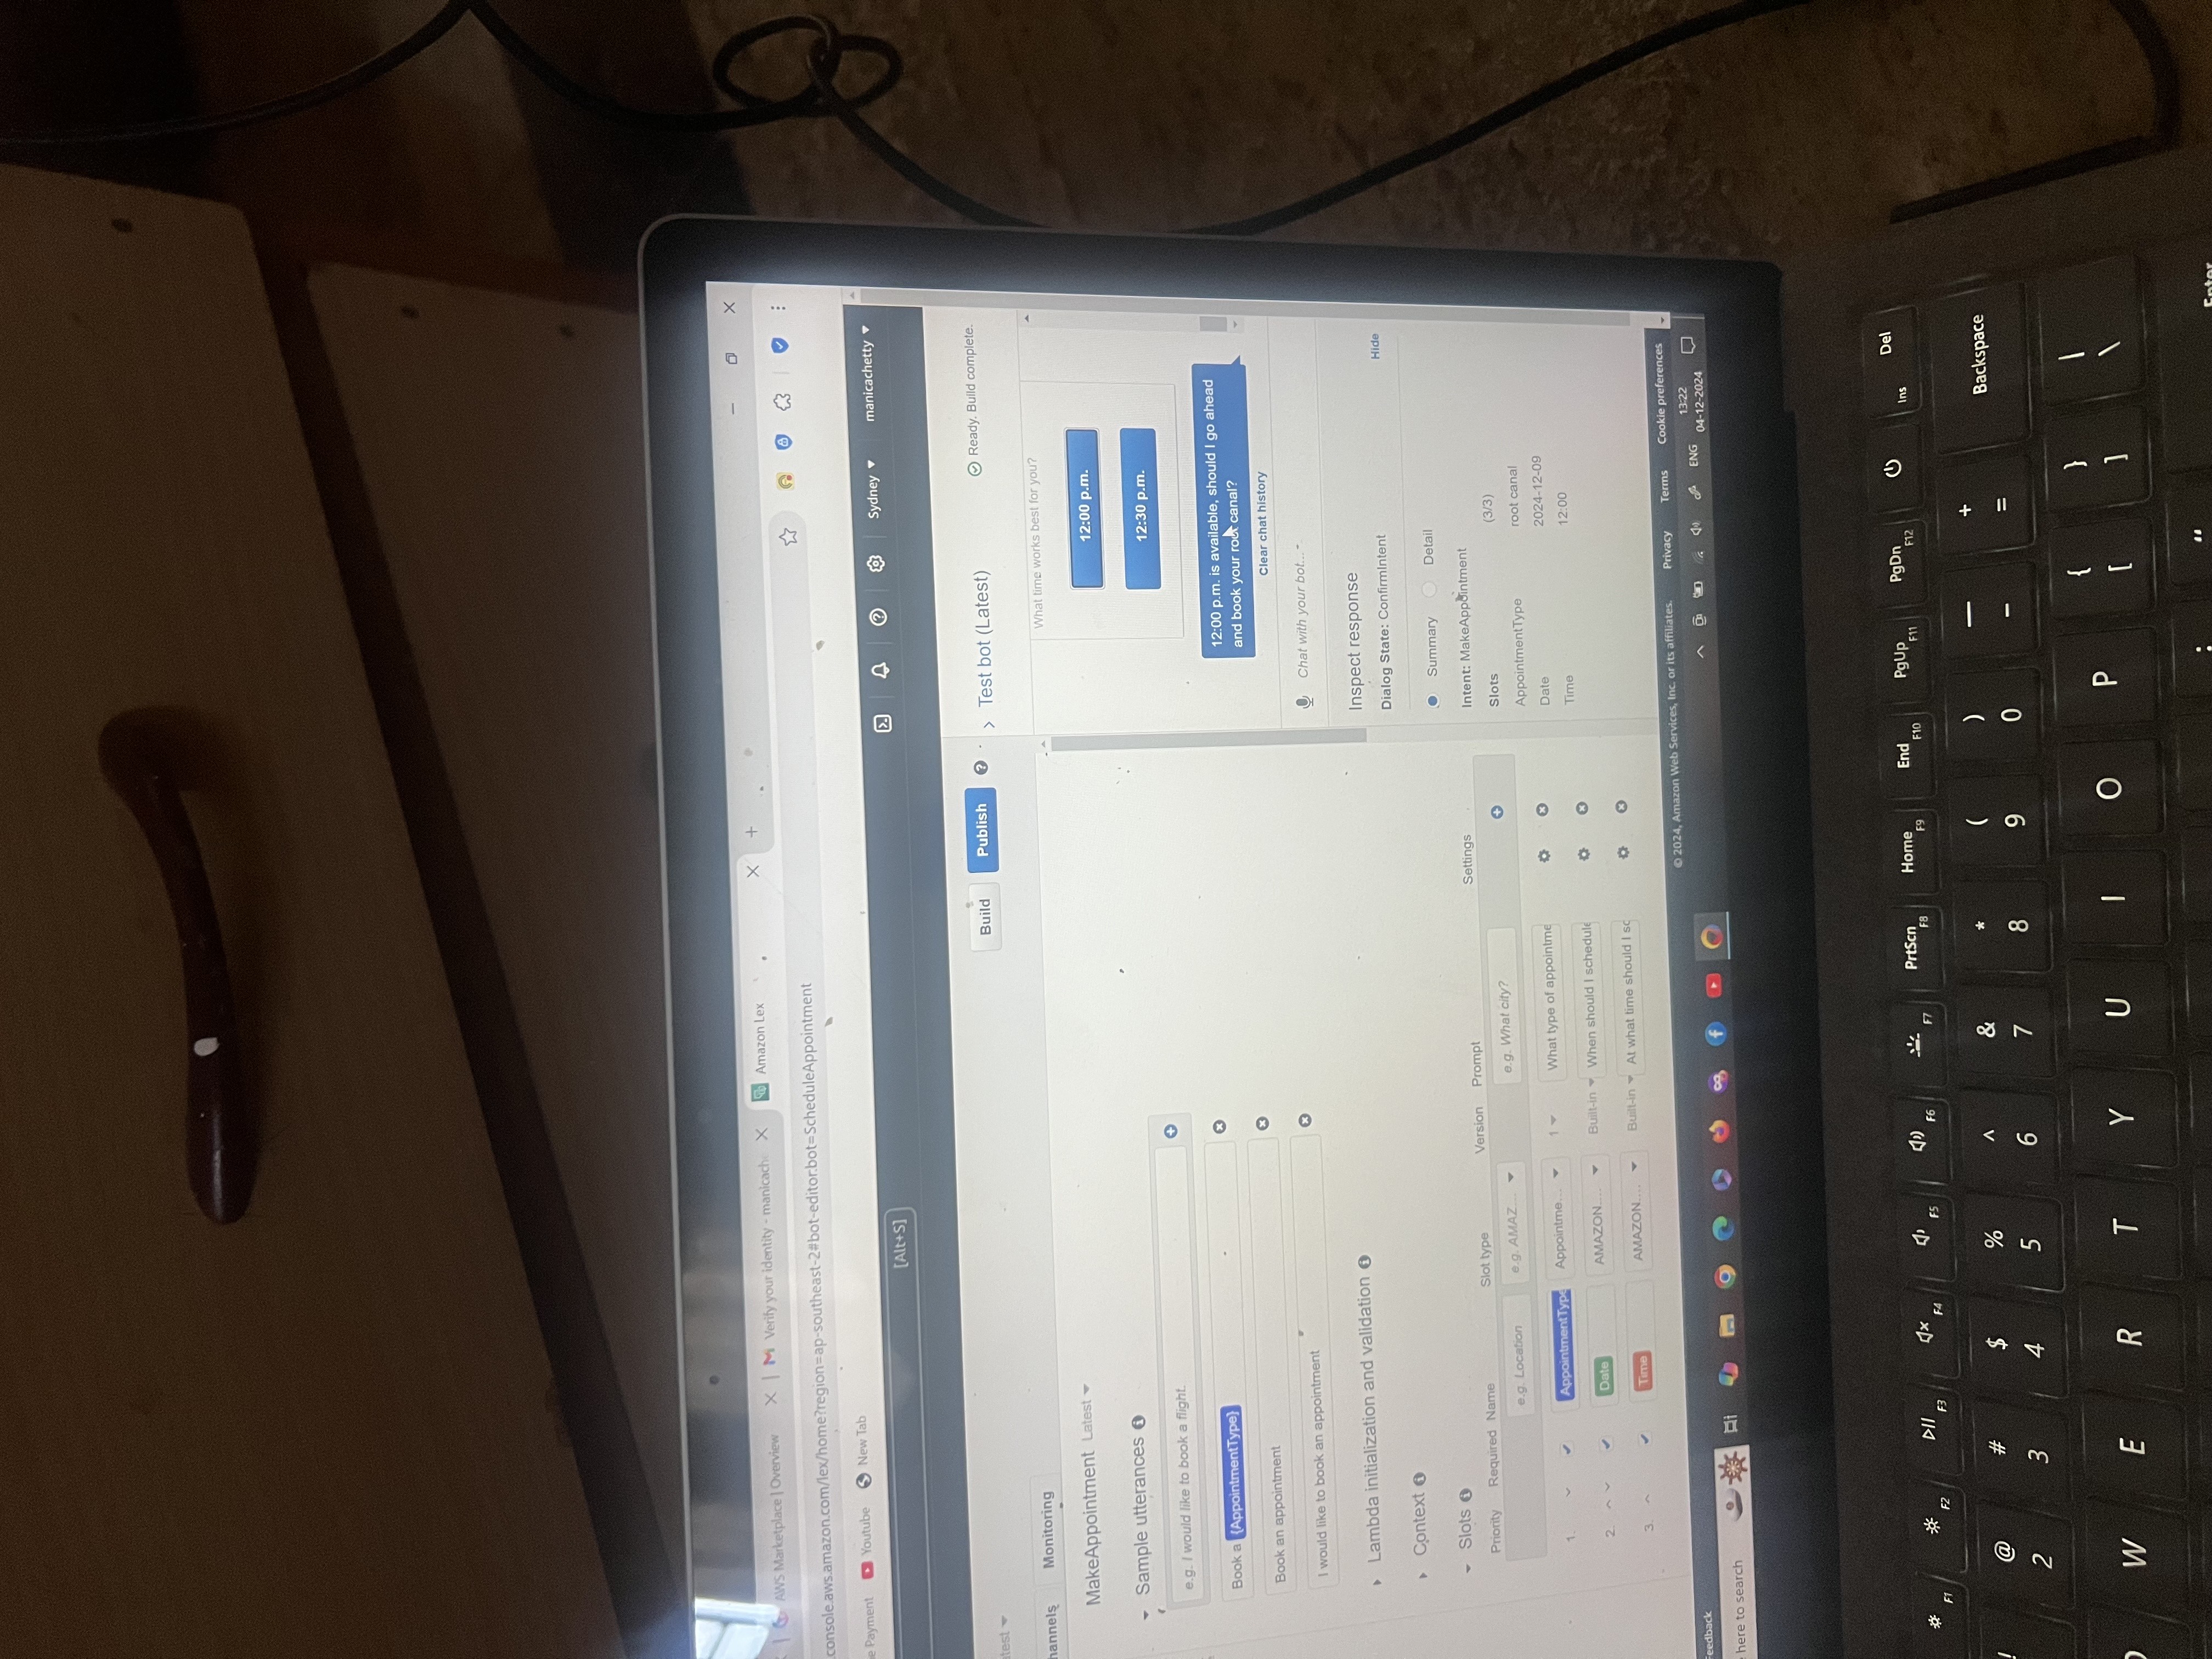 AWS Marketplace | Overview
Verify your identity - manicach
Amazon Lex
console.aws.amazon.com/lex/home?region=ap-southeast-2#bot-editor:bot=ScheduleAppointment
Payment
Youtube
New Tab
[Alt+S]
Sydney
manicachetty
Build
Publish
Test bot (Latest)
Ready. Build complete.
Monitoring
MakeAppointment Latest
Sample utterances
e.g. I would like to book a flight.
Book a {AppointmentType}
Book an appointment
I would like to book an appointment
Lambda initialization and validation
Context
Slots
Priority Required Name Slot type Version Prompt Settings
e.g. Location e.g. AMAZ... e.g. What city?
1. AppointmentType Appointme... 1 What type of appointme
2. Date AMAZON.... Built-in When should I schedule
3. Time AMAZON.... Built-in At what time should I sc
What time works best for you?
12:00 p.m.
12:30 p.m.
12:00 p.m. is available, should I go ahead
and book your root canal?
Clear chat history
Chat with your bot...
Inspect response
Dialog State: ConfirmIntent
Hide
Summary Detail
Intent: MakeAppointment
Slots (3/3)
AppointmentType root canal
Date 2024-12-09
Time 12:00
Feedback
© 2024, Amazon Web Services, Inc. or its affiliates. Privacy Terms Cookie preferences
here to search
ENG
13:22
04-12-2024
F1 F2 F3 F4 F5 F6 F7
PrtScn F8
Home F9
End F10
PgUp F11
PgDn F12
Ins
Del
! @ # $ % ^ & * ( ) — +
2 3 4 5 6 7 8 9 0 - =
Backspace
W E R T Y U I O P
{ [
} ]
| \
: "
Enter